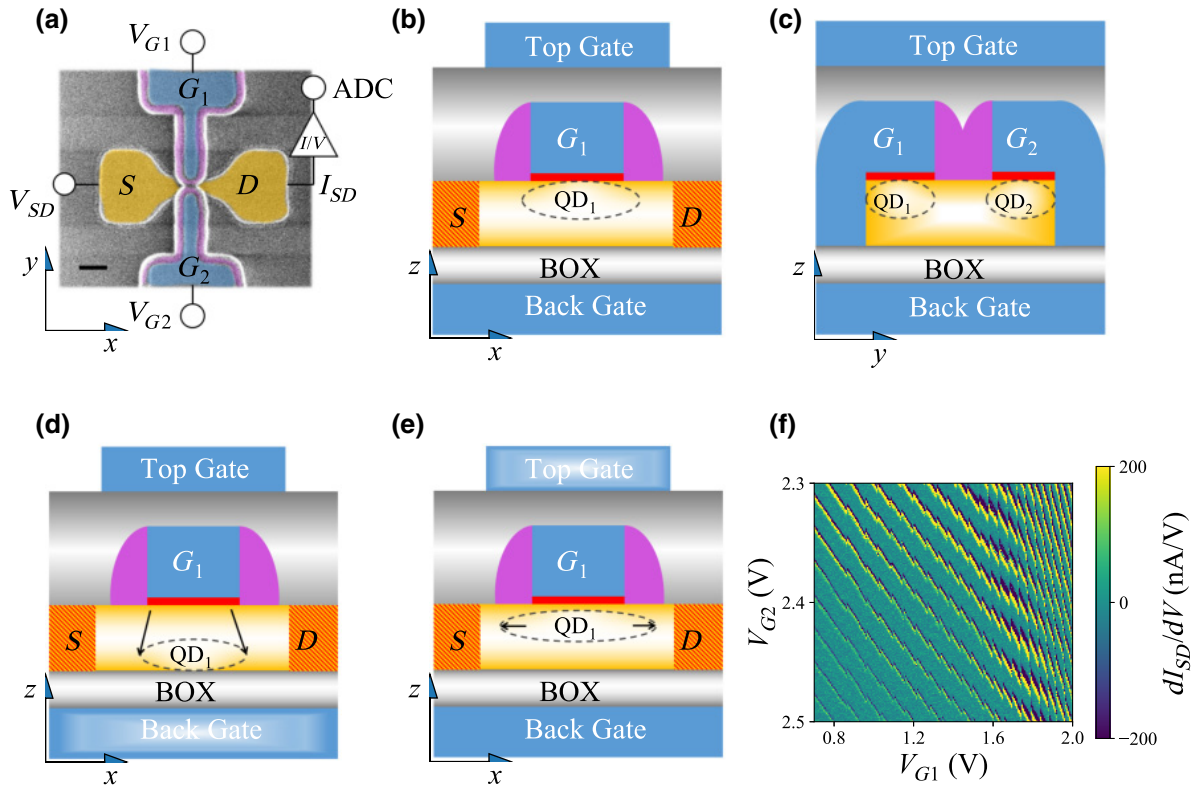 (a)
V_G1
G_1
ADC
I/V
S
D
V_SD
I_SD
G_2
V_G2
y
x
(b)
Top Gate
G_1
QD_1
S
D
BOX
Back Gate
z
x
(c)
Top Gate
G_1
G_2
QD_1
QD_2
BOX
Back Gate
z
y
(d)
Top Gate
G_1
S
D
QD_1
BOX
Back Gate
z
x
(e)
Top Gate
G_1
QD_1
S
D
BOX
Back Gate
z
x
(f)
2.3
2.4
2.5
V_G2 (V)
0.8 1.2 1.6 2.0
V_G1 (V)
200
0
−200
dI_SD/dV (nA/V)